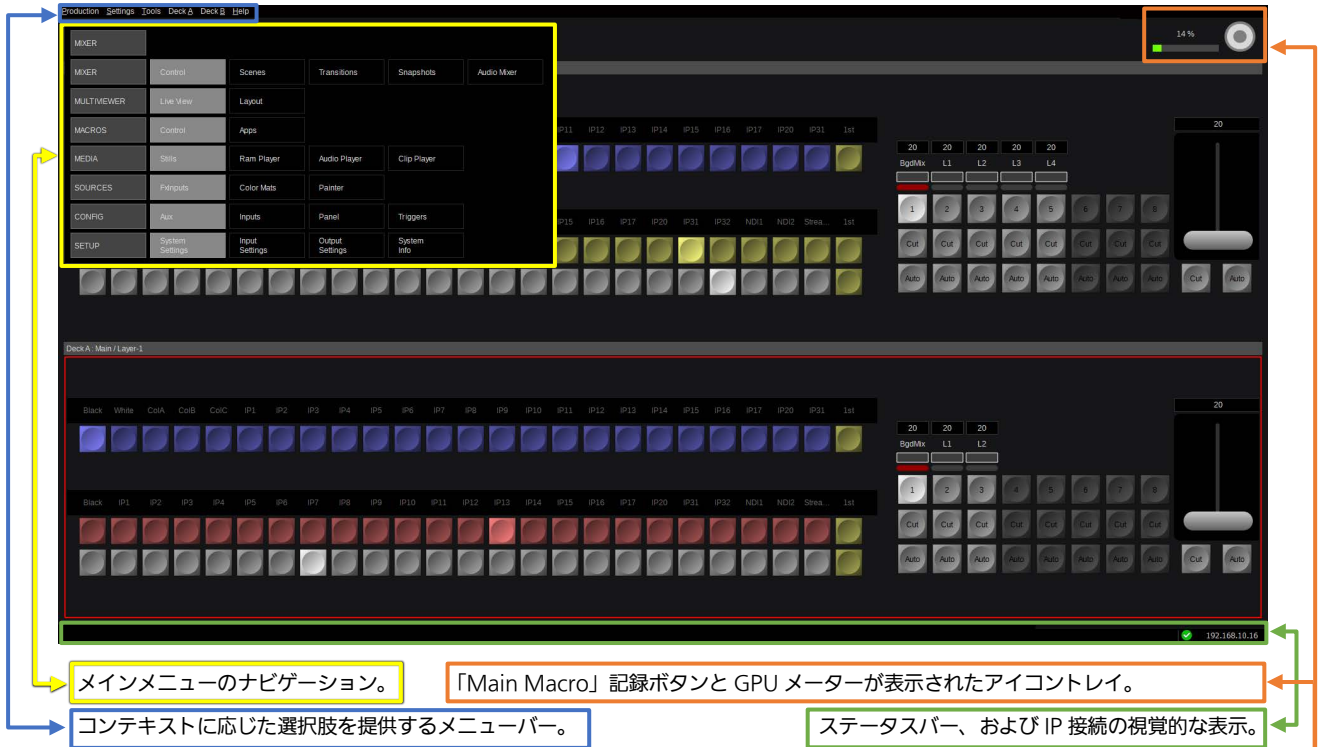 Production Settings Tools Deck A Deck B Help
14 %
MIXER
MIXER Control Scenes Transitions Snapshots Audio Mixer
MULTIVIEWER Live View Layout
MACROS Control Apps
MEDIA Stills Ram Player Audio Player Clip Player
SOURCES FxInputs Color Mats Painter
CONFIG Aux Inputs Panel Triggers
SETUP System Settings Input Settings Output Settings System Info
IP11 IP12 IP13 IP14 IP15 IP16 IP17 IP20 IP31 1st
20
20 20 20 20 20
BgdMix L1 L2 L3 L4
IP15 IP16 IP17 IP20 IP31 IP32 NDI1 NDI2 Strea... 1st
1 2 3 4 5 6 7 8
Cut Cut Cut Cut Cut Cut Cut Cut
Auto Auto Auto Auto Auto Auto Auto Auto Cut Auto
Deck A : Main / Layer-1
Black White ColA ColB ColC IP1 IP2 IP3 IP4 IP5 IP6 IP7 IP8 IP9 IP10 IP11 IP12 IP13 IP14 IP15 IP16 IP17 IP20 IP31 1st
20
20 20 20
BgdMix L1 L2
Black IP1 IP2 IP3 IP4 IP5 IP6 IP7 IP8 IP9 IP10 IP11 IP12 IP13 IP14 IP15 IP16 IP17 IP20 IP31 IP32 NDI1 NDI2 Strea... 1st
1 2 3 4 5 6 7 8
Cut Cut Cut Cut Cut Cut Cut Cut
Auto Auto Auto Auto Auto Auto Auto Auto Cut Auto
192.168.10.16
メインメニューのナビゲーション。
「Main Macro」記録ボタンと GPU メーターが表示されたアイコントレイ。
コンテキストに応じた選択肢を提供するメニューバー。
ステータスバー、および IP 接続の視覚的な表示。